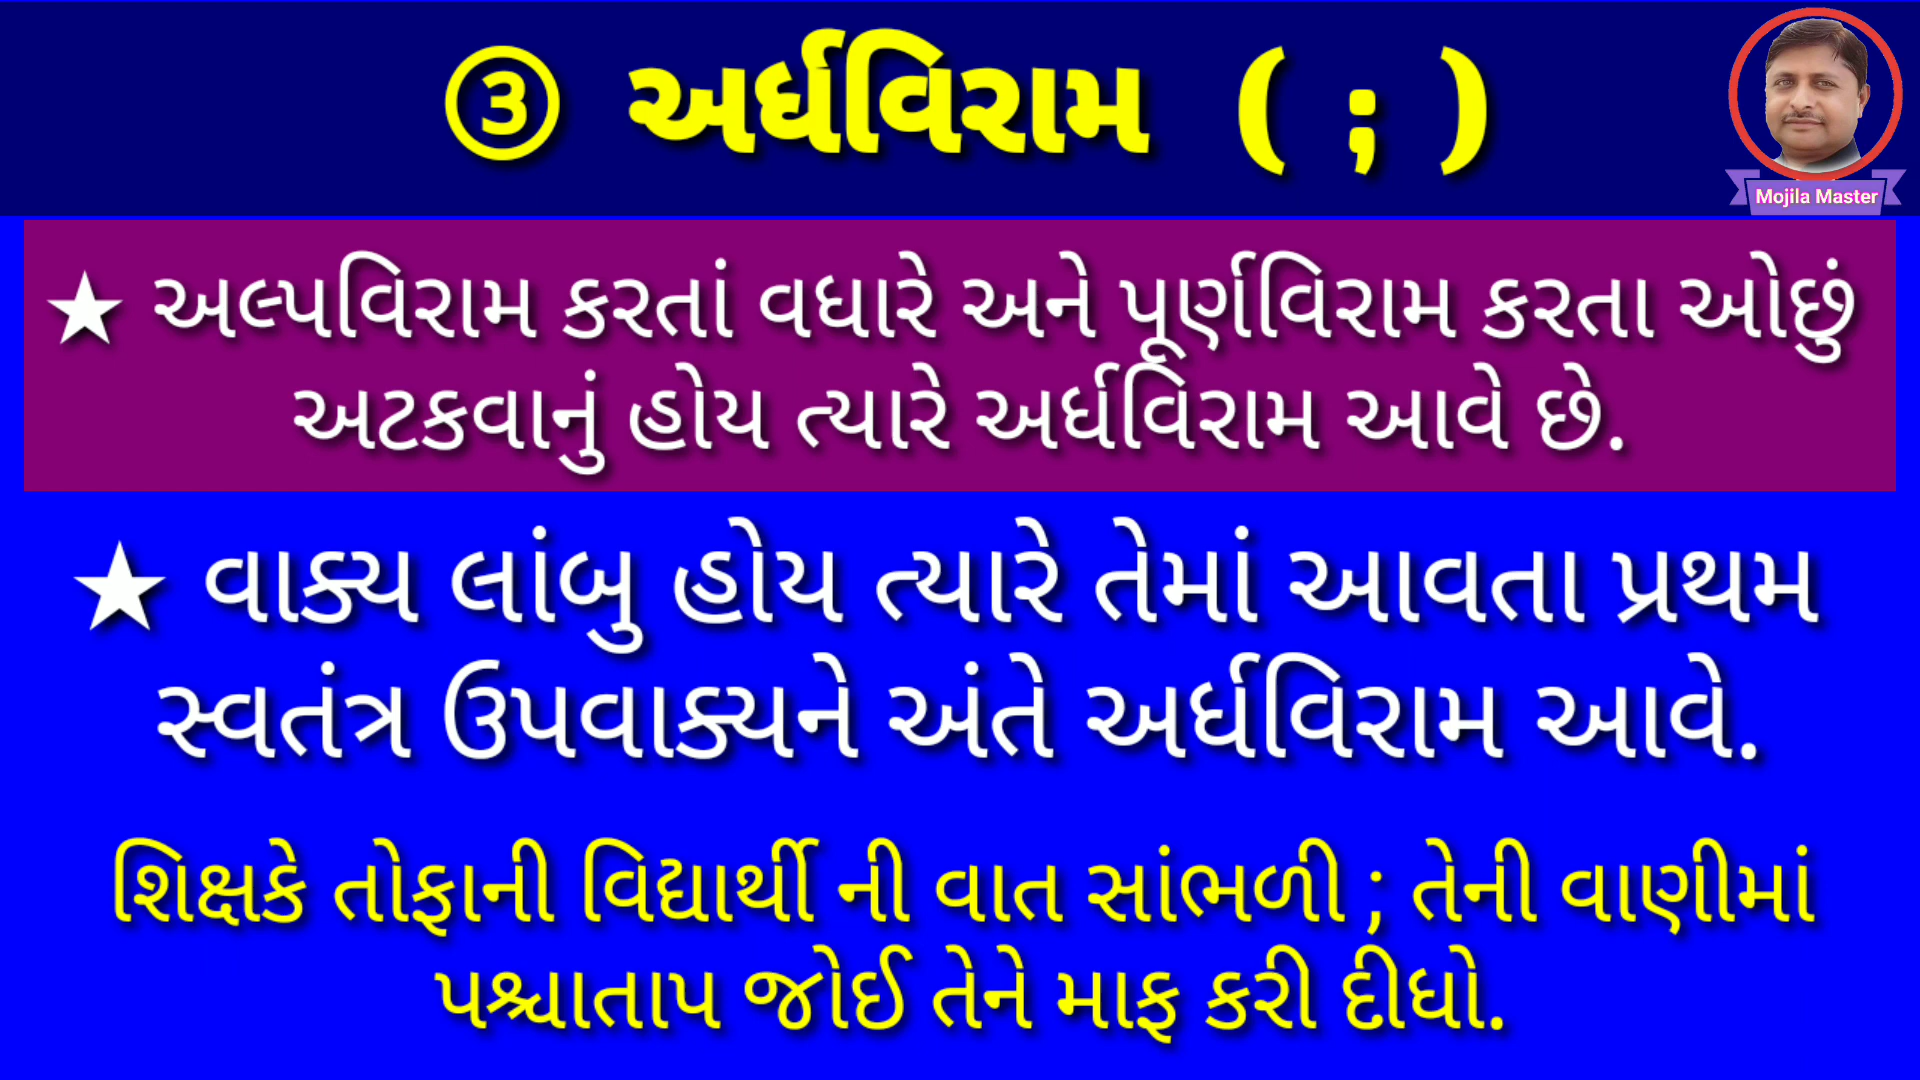 ③ અર્ધવિરામ ( ; )
Mojila Master
★ અલ્પવિરામ કરતાં વધારે અને પૂર્ણવિરામ કરતા ઓછું
અટકવાનું હોય ત્યારે અર્ધવિરામ આવે છે.
★ વાક્ય લાંબુ હોય ત્યારે તેમાં આવતા પ્રથમ
સ્વતંત્ર ઉપવાક્યને અંતે અર્ધવિરામ આવે.
શિક્ષકે તોફાની વિદ્યાર્થી ની વાત સાંભળી ; તેની વાણીમાં
પશ્ચાતાપ જોઈ તેને માફ કરી દીધો.